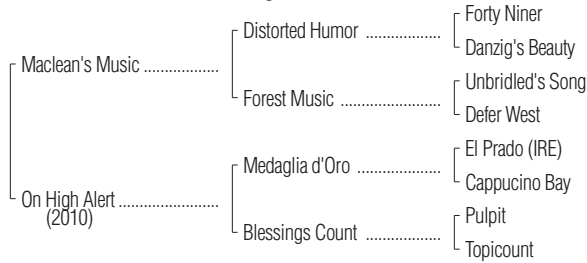 Forty Niner
Distorted Humor ..................
Danzig's Beauty
Maclean's Music ..................
Unbridled's Song
Forest Music ......................
Defer West
El Prado (IRE)
Medaglia d'Oro ...................
Cappucino Bay
On High Alert ........................
(2010)
Pulpit
Blessings Count ..................
Topicount